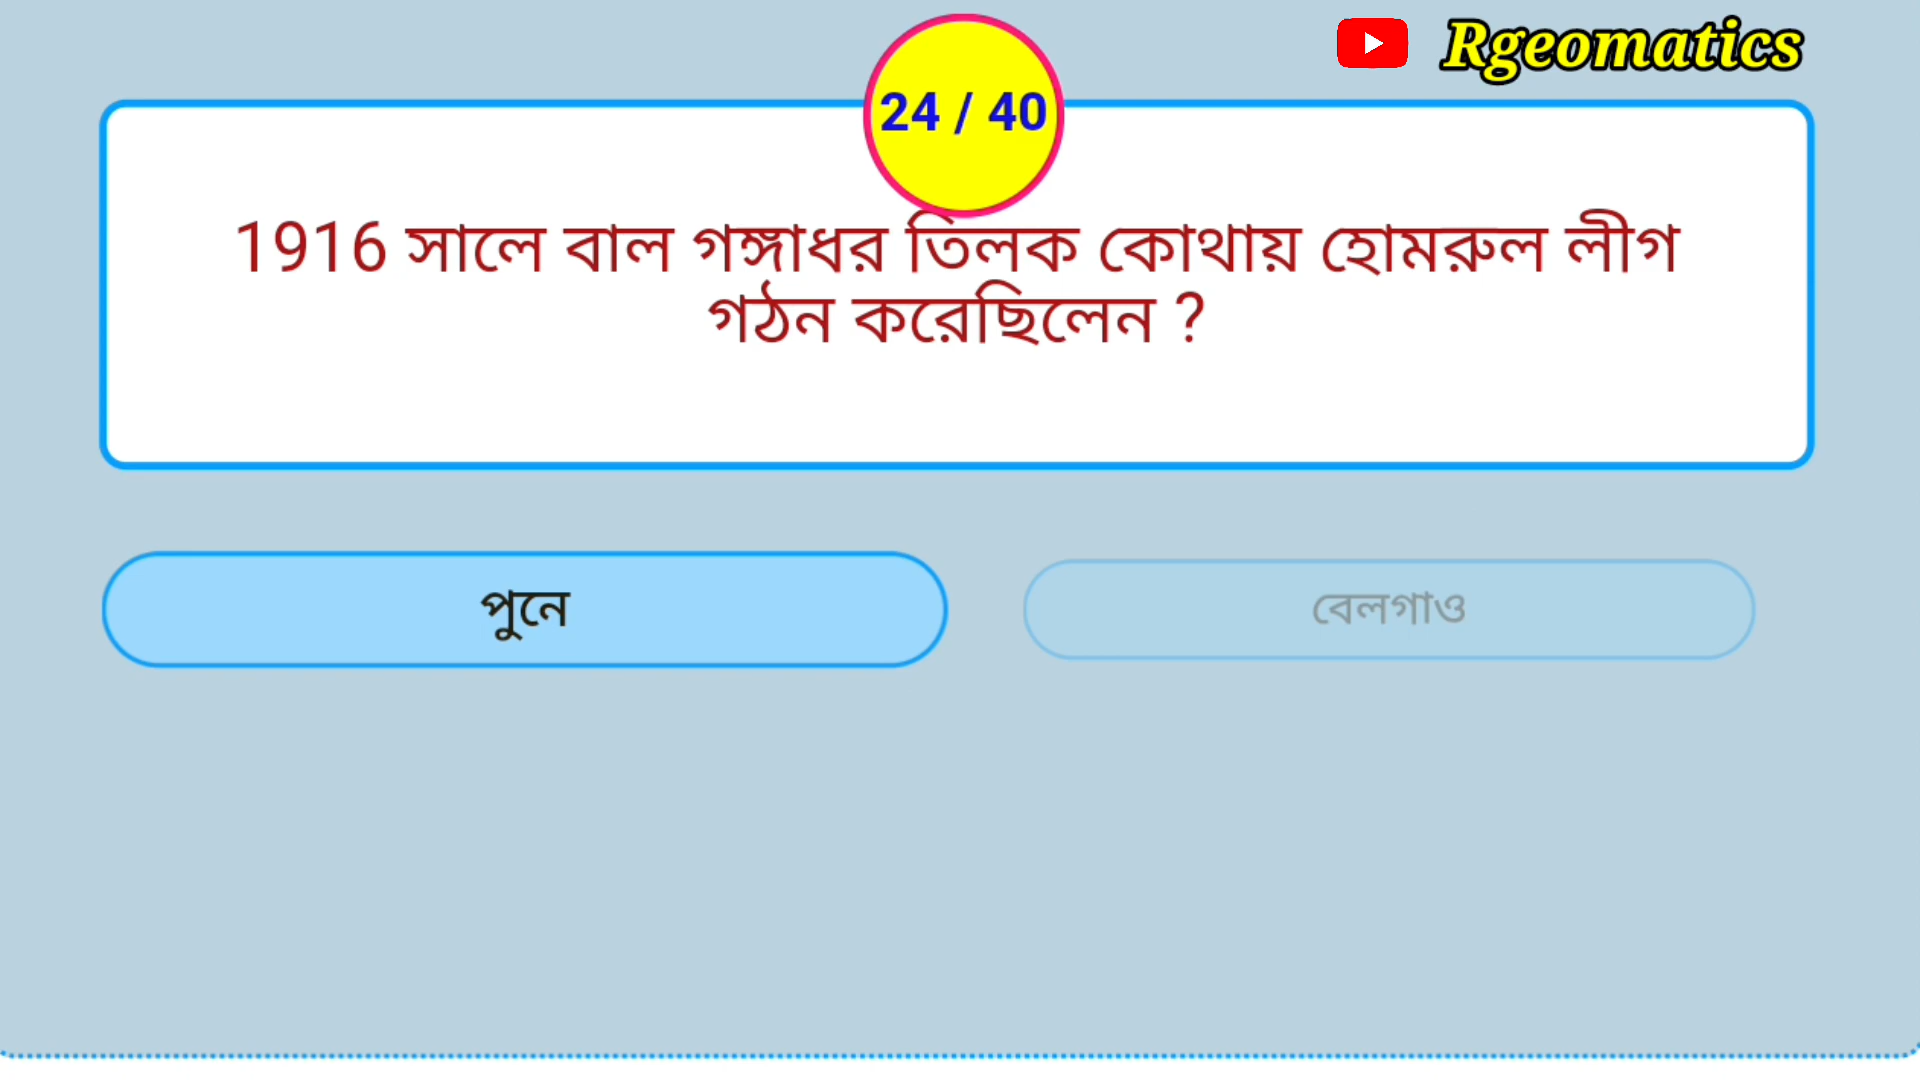 Rgeomatics
24 / 40
1916 সালে বাল গঙ্গাধর তিলক কোথায় হোমরুল লীগ
গঠন করেছিলেন ?
পুনে
বেলগাও